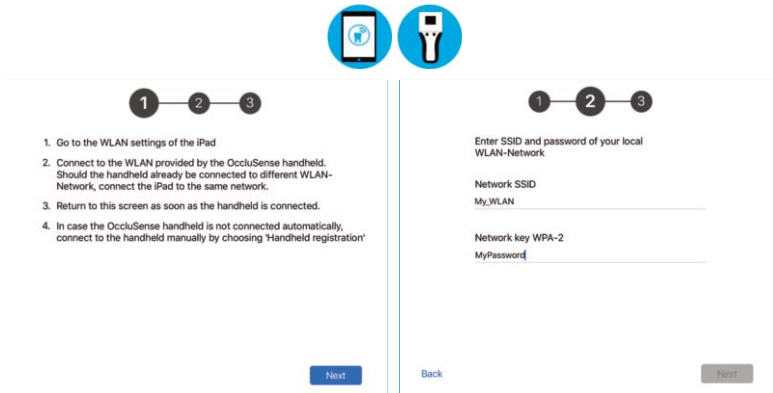 1 2 3
1. Go to the WLAN settings of the iPad
2. Connect to the WLAN provided by the OccluSense handheld.
Should the handheld already be connected to different WLAN-
Network, connect the iPad to the same network.
3. Return to this screen as soon as the handheld is connected.
4. In case the OccluSense handheld is not connected automatically,
connect to the handheld manually by choosing 'Handheld registration'
Next
1 2 3
Enter SSID and password of your local
WLAN-Network
Network SSID
My_WLAN
Network key WPA-2
MyPassword
Back
Next